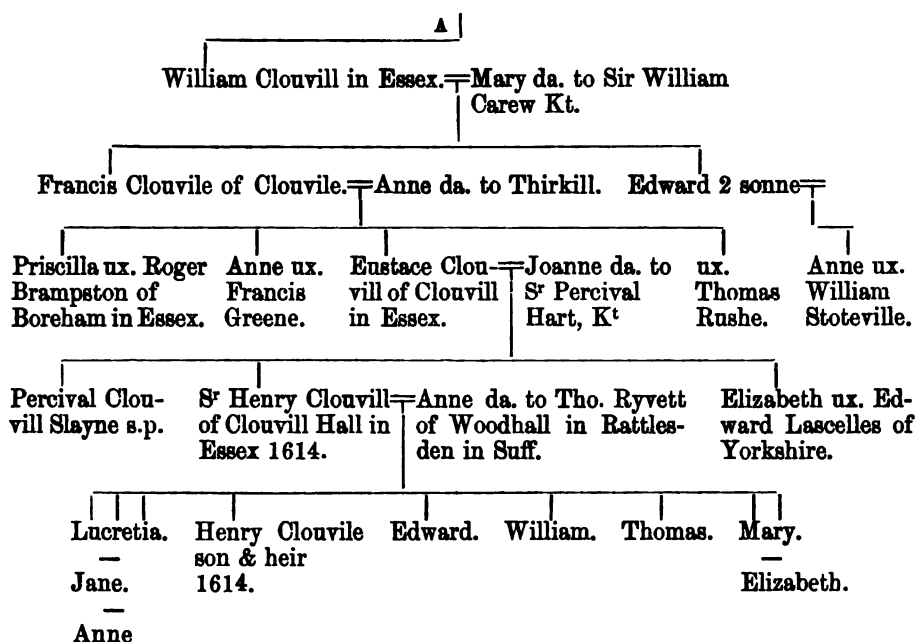 A
William Clouvill in Essex.=Mary da. to Sir William
Carew Kt.
Francis Clouvile of Clouvile.=Anne da. to Thirkill.
Edward 2 sonne=
Priscilla ux. Roger
Brampston of
Boreham in Essex.
Anne ux.
Francis
Greene.
Eustace Clou-
vill of Clouvill
in Essex.
=Joanne da. to
Sr Percival
Hart, Kt
ux.
Thomas
Rushe.
Anne ux.
William
Stoteville.
Percival Clou-
vill Slayne s.p.
Sr Henry Clouvill
of Clouvill Hall in
Essex 1614.
=Anne da. to Tho. Ryvett
of Woodhall in Rattles-
den in Suff.
Elizabeth ux. Ed-
ward Lascelles of
Yorkshire.
Lucretia.
—
Jane.
—
Anne
Henry Clouvile
son & heir
1614.
Edward.
William.
Thomas.
Mary.
—
Elizabeth.